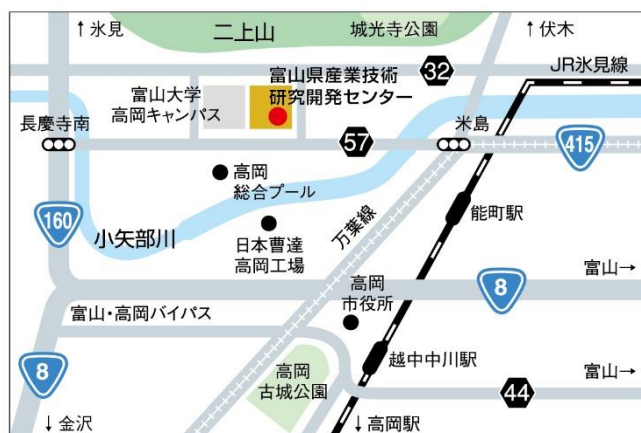 ↑氷見
二上山
城光寺公園
↑伏木
JR氷見線
32
富山県産業技術
研究開発センター
富山大学
高岡キャンパス
長慶寺南
57
米島
415
高岡
総合プール
160
小矢部川
日本曹達
高岡工場
万葉線
能町駅
富山→
8
高岡
市役所
富山・高岡バイパス
8
高岡
古城公園
越中中川駅
富山→
44
↓金沢
↓高岡駅